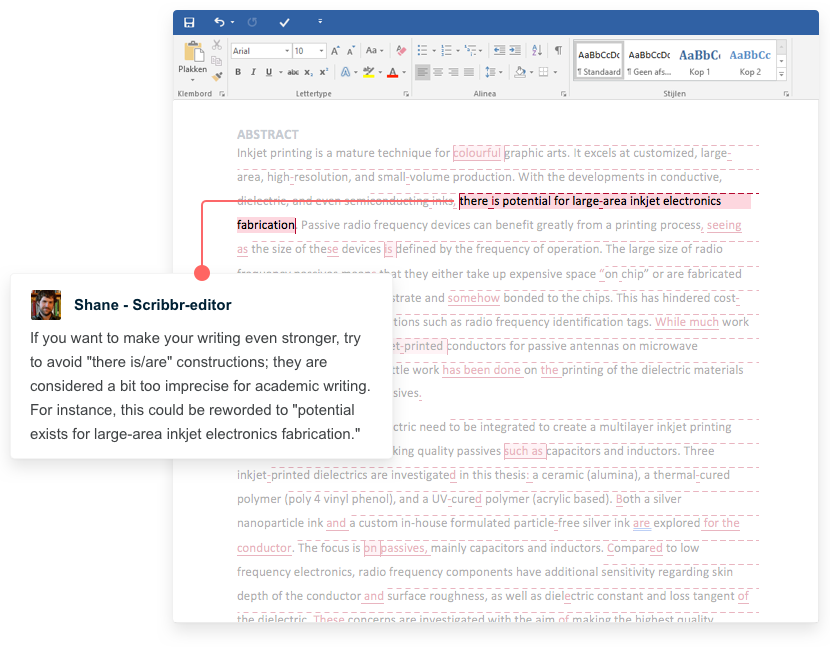 Plakken
Klembord
Arial
10
Aa
B I U abc x₂ x²
A
Lettertype
Alinea
AaBbCcDc
AaBbCcDc
AaBbC
AaBbCc
¶ Standaard
¶ Geen afs...
Kop 1
Kop 2
Stijlen
ABSTRACT
Inkjet printing is a mature technique for colourful graphic arts. It excels at customized, large-
area, high-resolution, and small-volume production. With the developments in conductive,
dielectric, and even semiconducting inks, there is potential for large-area inkjet electronics
fabrication. Passive radio frequency devices can benefit greatly from a printing process, seeing
as the size of these devices is defined by the frequency of operation. The large size of radio
frequency passives means that they either take up expensive space "on chip" or are fabricated
strate and somehow bonded to the chips. This has hindered cost-
tions such as radio frequency identification tags. While much work
et-printed conductors for passive antennas on microwave
ttle work has been done on the printing of the dielectric materials
sives.
Shane - Scribbr-editor
If you want to make your writing even stronger, try
to avoid "there is/are" constructions; they are
considered a bit too imprecise for academic writing.
For instance, this could be reworded to "potential
exists for large-area inkjet electronics fabrication."
ctric need to be integrated to create a multilayer inkjet printing
king quality passives such as capacitors and inductors. Three
inkjet-printed dielectrics are investigated in this thesis: a ceramic (alumina), a thermal-cured
polymer (poly 4 vinyl phenol), and a UV-cured polymer (acrylic based). Both a silver
nanoparticle ink and a custom in-house formulated particle-free silver ink are explored for the
conductor. The focus is on passives, mainly capacitors and inductors. Compared to low
frequency electronics, radio frequency components have additional sensitivity regarding skin
depth of the conductor and surface roughness, as well as dielectric constant and loss tangent of
the dielectric. These concerns are investigated with the aim of making the highest quality